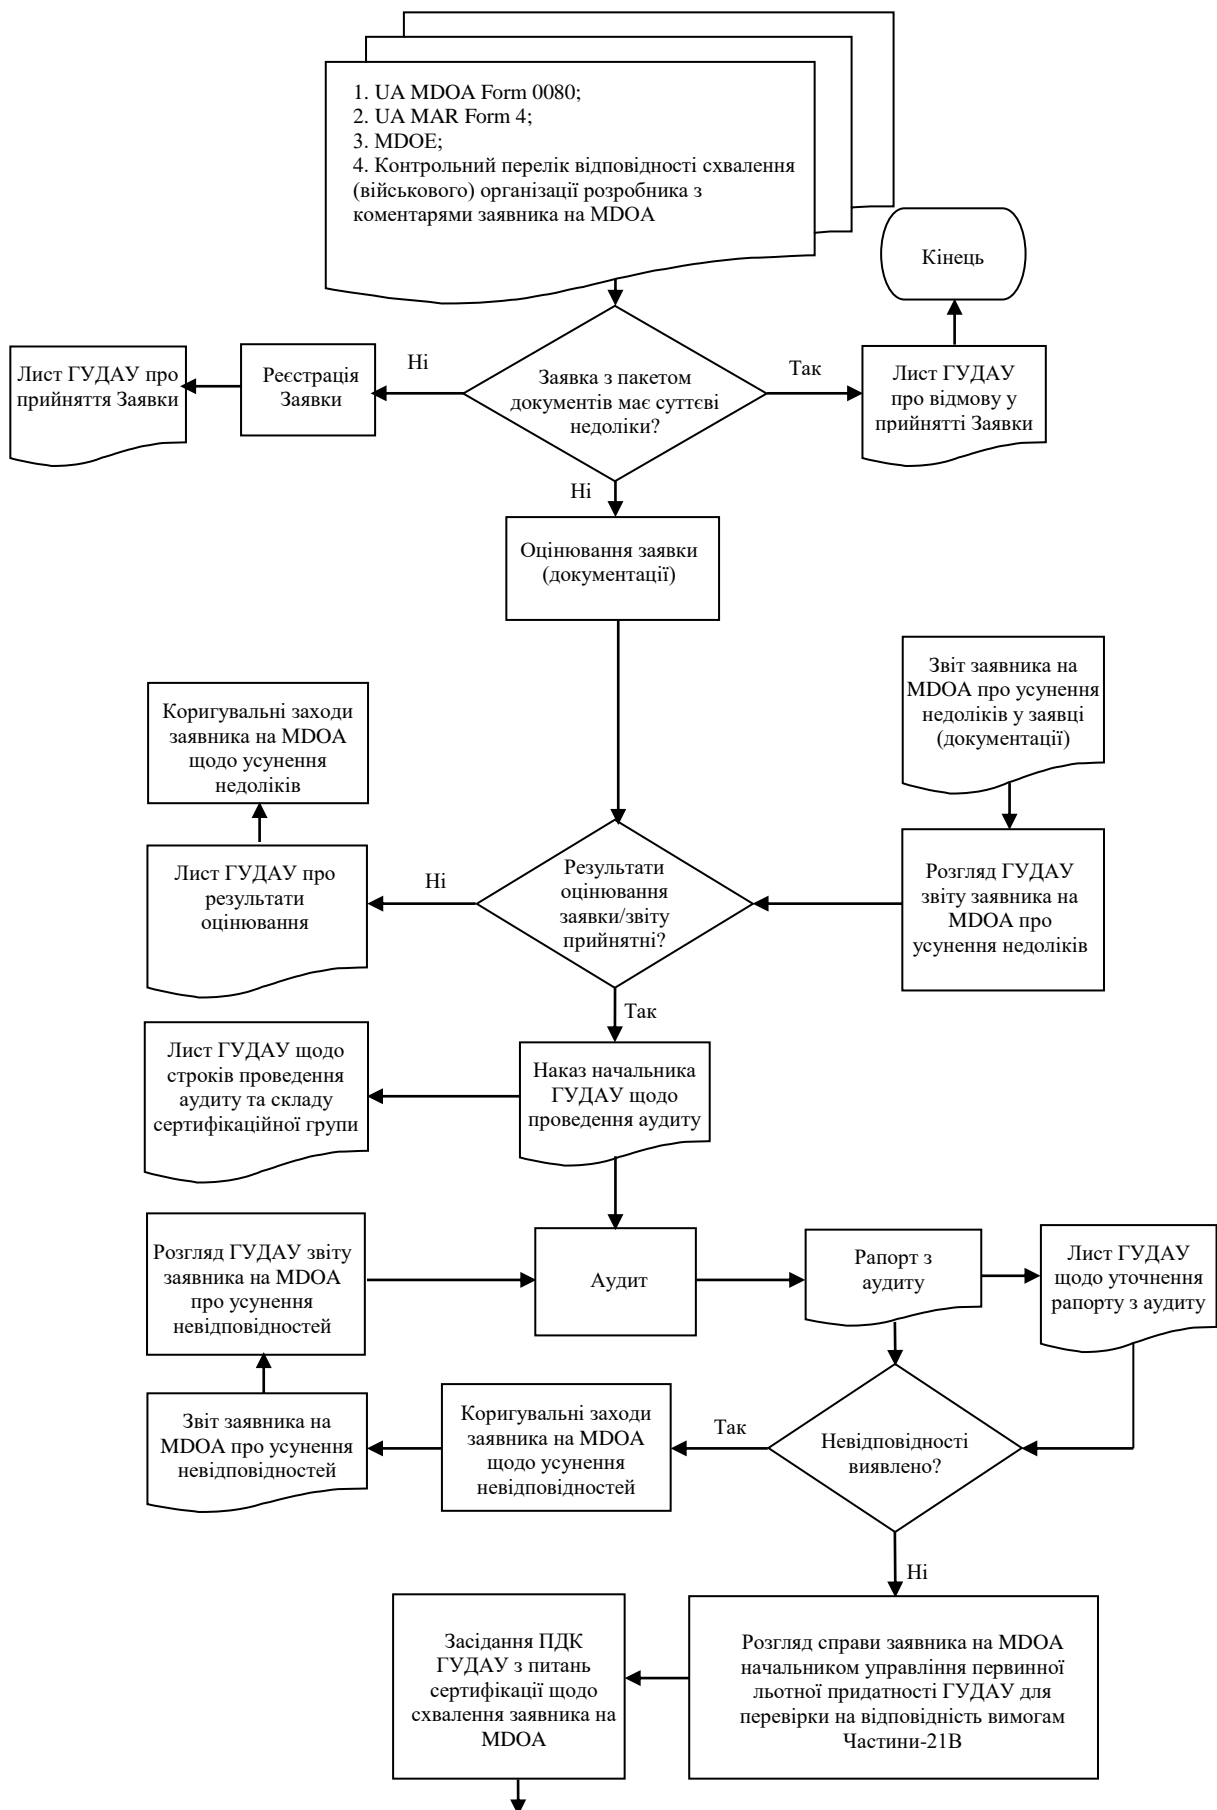 1. UA MDOA Form 0080;
2. UA MAR Form 4;
3. MDOE;
4. Контрольний перелік відповідності схвалення
(військового) організації розробника з
коментарями заявника на MDOA
Кінець
Лист ГУДАУ про
прийняття Заявки
Реєстрація
Заявки
Ні
Заявка з пакетом
документів має суттєві
недоліки?
Так
Лист ГУДАУ
про відмову у
прийнятті Заявки
Ні
Оцінювання заявки
(документації)
Звіт заявника на
MDOA про усунення
недоліків у заявці
(документації)
Коригувальні заходи
заявника на MDOA
щодо усунення
недоліків
Лист ГУДАУ про
результати
оцінювання
Ні
Результати
оцінювання
заявки/звіту
прийнятні?
Розгляд ГУДАУ
звіту заявника на
MDOA про
усунення недоліків
Так
Лист ГУДАУ щодо
строків проведення
аудиту та складу
сертифікаційної групи
Наказ начальника
ГУДАУ щодо
проведення аудиту
Розгляд ГУДАУ звіту
заявника на MDOA
про усунення
невідповідностей
Аудит
Рапорт з
аудиту
Лист ГУДАУ
щодо уточнення
рапорту з аудиту
Звіт заявника на
MDOA про усунення
невідповідностей
Коригувальні заходи
заявника на MDOA
щодо усунення
невідповідностей
Так
Невідповідності
виявлено?
Ні
Засідання ПДК
ГУДАУ з питань
сертифікації щодо
схвалення заявника на
MDOA
Розгляд справи заявника на MDOA
начальником управління первинної
льотної придатності ГУДАУ для
перевірки на відповідність вимогам
Частини-21В